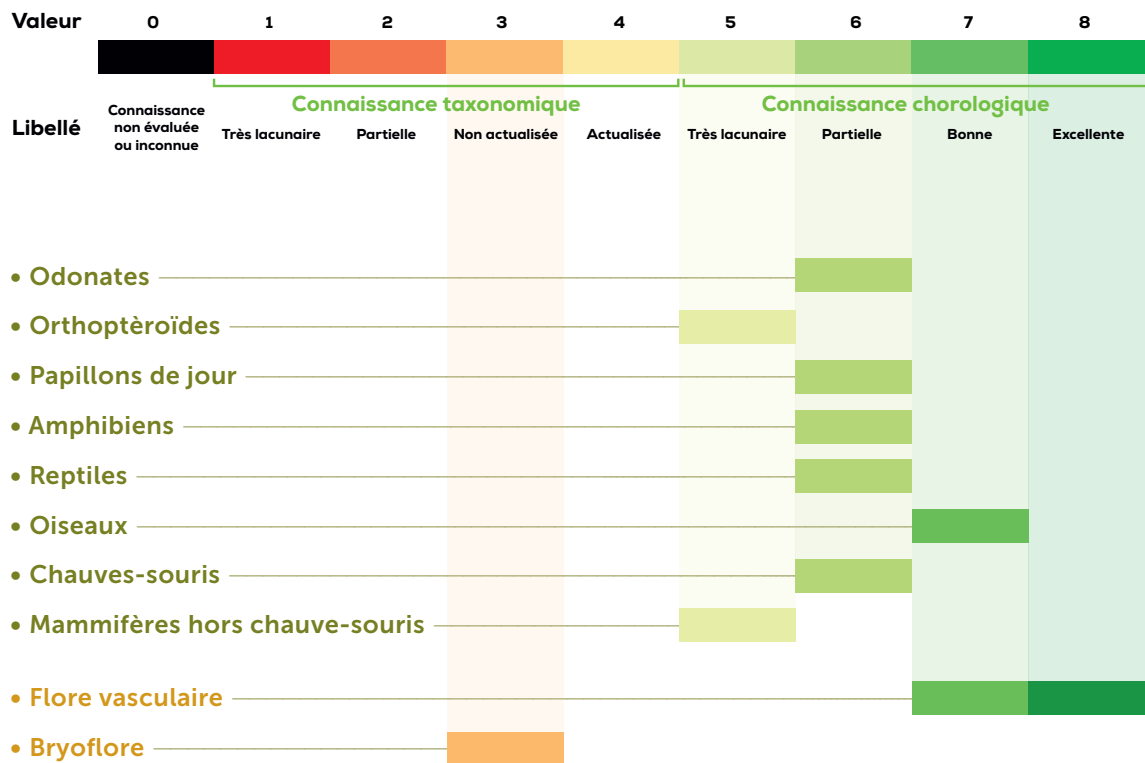 Valeur 0 1 2 3 4 5 6 7 8
Connaissance taxonomique Connaissance chorologique
Libellé
Connaissance
non évaluée
ou inconnue
Très lacunaire Partielle Non actualisée Actualisée Très lacunaire Partielle Bonne Excellente
• Odonates
• Orthoptèroïdes
• Papillons de jour
• Amphibiens
• Reptiles
• Oiseaux
• Chauves-souris
• Mammifères hors chauve-souris
• Flore vasculaire
• Bryoflore